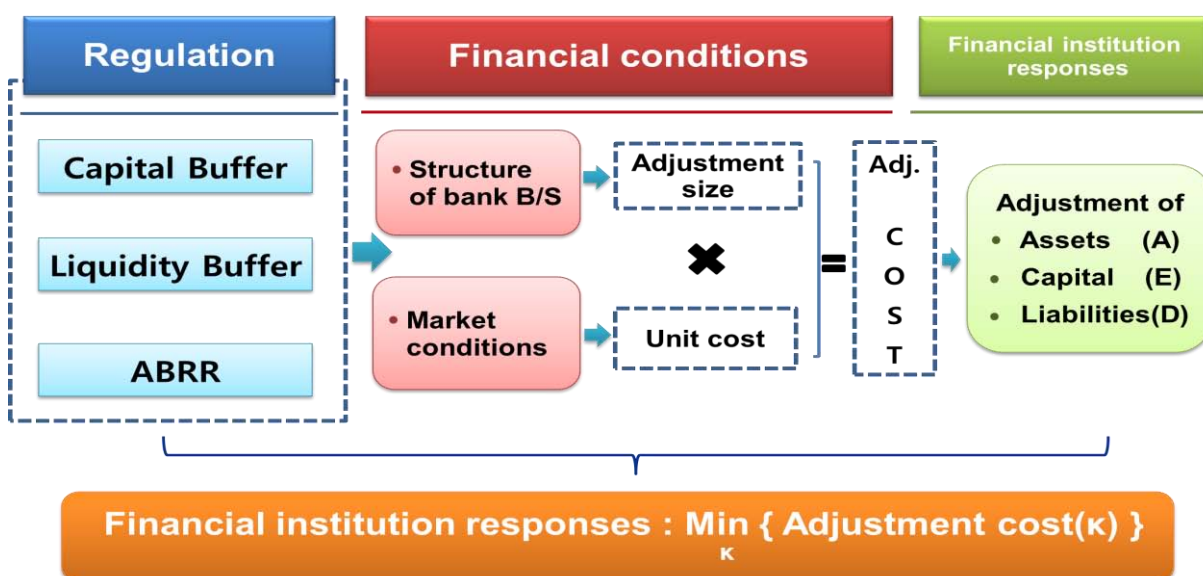 Regulation
Financial conditions
Financial institution
responses
Capital Buffer
Liquidity Buffer
ABRR
• Structure
of bank B/S
• Market
conditions
Adjustment
size
✖
Unit cost
=
Adj.
C
O
S
T
Adjustment of
• Assets (A)
• Capital (E)
• Liabilities(D)
Financial institution responses : Min { Adjustment cost(κ) }
κ